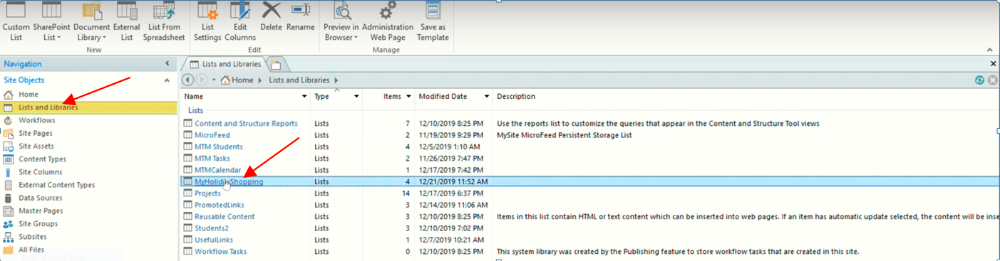 Custom List
SharePoint List
Document Library
External List
List From Spreadsheet
List Settings
Edit Columns
Delete
Rename
Preview in Browser
Administration Web Page
Save as Template
New
Edit
Manage
Navigation
Lists and Libraries
Site Objects
Home
Lists and Libraries
Home Lists and Libraries
Lists and Libraries
Workflows
Site Pages
Site Assets
Content Types
Site Columns
External Content Types
Data Sources
Master Pages
Site Groups
Subsites
All Files
Name Type Items Modified Date Description
Lists
Content and Structure Reports Lists 7 12/10/2019 8:25 PM Use the reports list to customize the queries that appear in the Content and Structure Tool views
MicroFeed Lists 2 11/19/2019 9:29 PM MySite MicroFeed Persistent Storage List
MTM Students Lists 4 12/5/2019 1:10 AM
MTM Tasks Lists 2 11/26/2019 7:47 PM
MTMCalendar Lists 1 12/17/2019 7:42 PM
MyHolidayShopping Lists 4 12/21/2019 11:52 AM
Projects Lists 14 12/17/2019 6:37 PM
PromotedLinks Lists 3 12/14/2019 11:06 AM
Reusable Content Lists 3 12/10/2019 8:25 PM Items in this list contain HTML or text content which can be inserted into web pages. If an item has automatic update selected, the content will be inse
Students2 Lists 3 12/10/2019 7:02 PM
UsefulLinks Lists 1 12/7/2019 10:21 AM
Workflow Tasks Lists 0 12/10/2019 8:25 PM This system library was created by the Publishing feature to store workflow tasks that are created in this site.